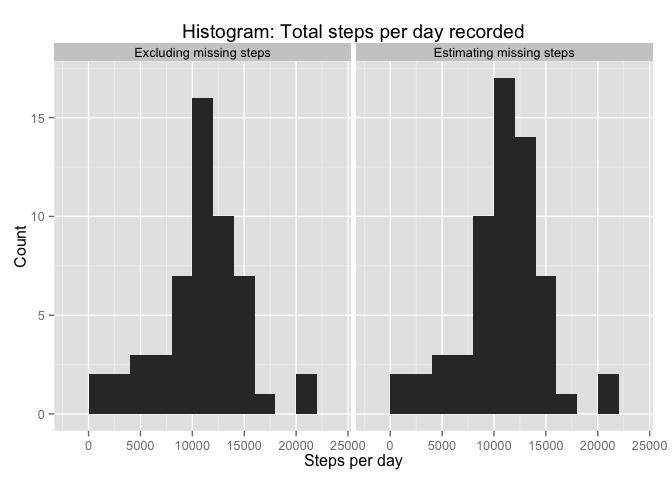 Histogram: Total steps per day recorded
Excluding missing steps
Estimating missing steps
Count
15
10
5
0
0 5000 10000 15000 20000 25000
0 5000 10000 15000 20000 25000
Steps per day